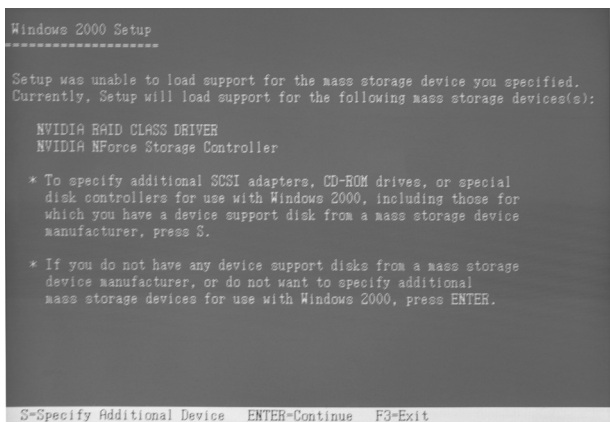 Windows 2000 Setup
Setup was unable to load support for the mass storage device you specified.
Currently, Setup will load support for the following mass storage devices(s):
NVIDIA RAID CLASS DRIVER
NVIDIA NForce Storage Controller
* To specify additional SCSI adapters, CD-ROM drives, or special
disk controllers for use with Windows 2000, including those for
which you have a device support disk from a mass storage device
manufacturer, press S.
* If you do not have any device support disks from a mass storage
device manufacturer, or do not want to specify additional
mass storage devices for use with Windows 2000, press ENTER.
S=Specify Additional Device ENTER=Continue F3=Exit